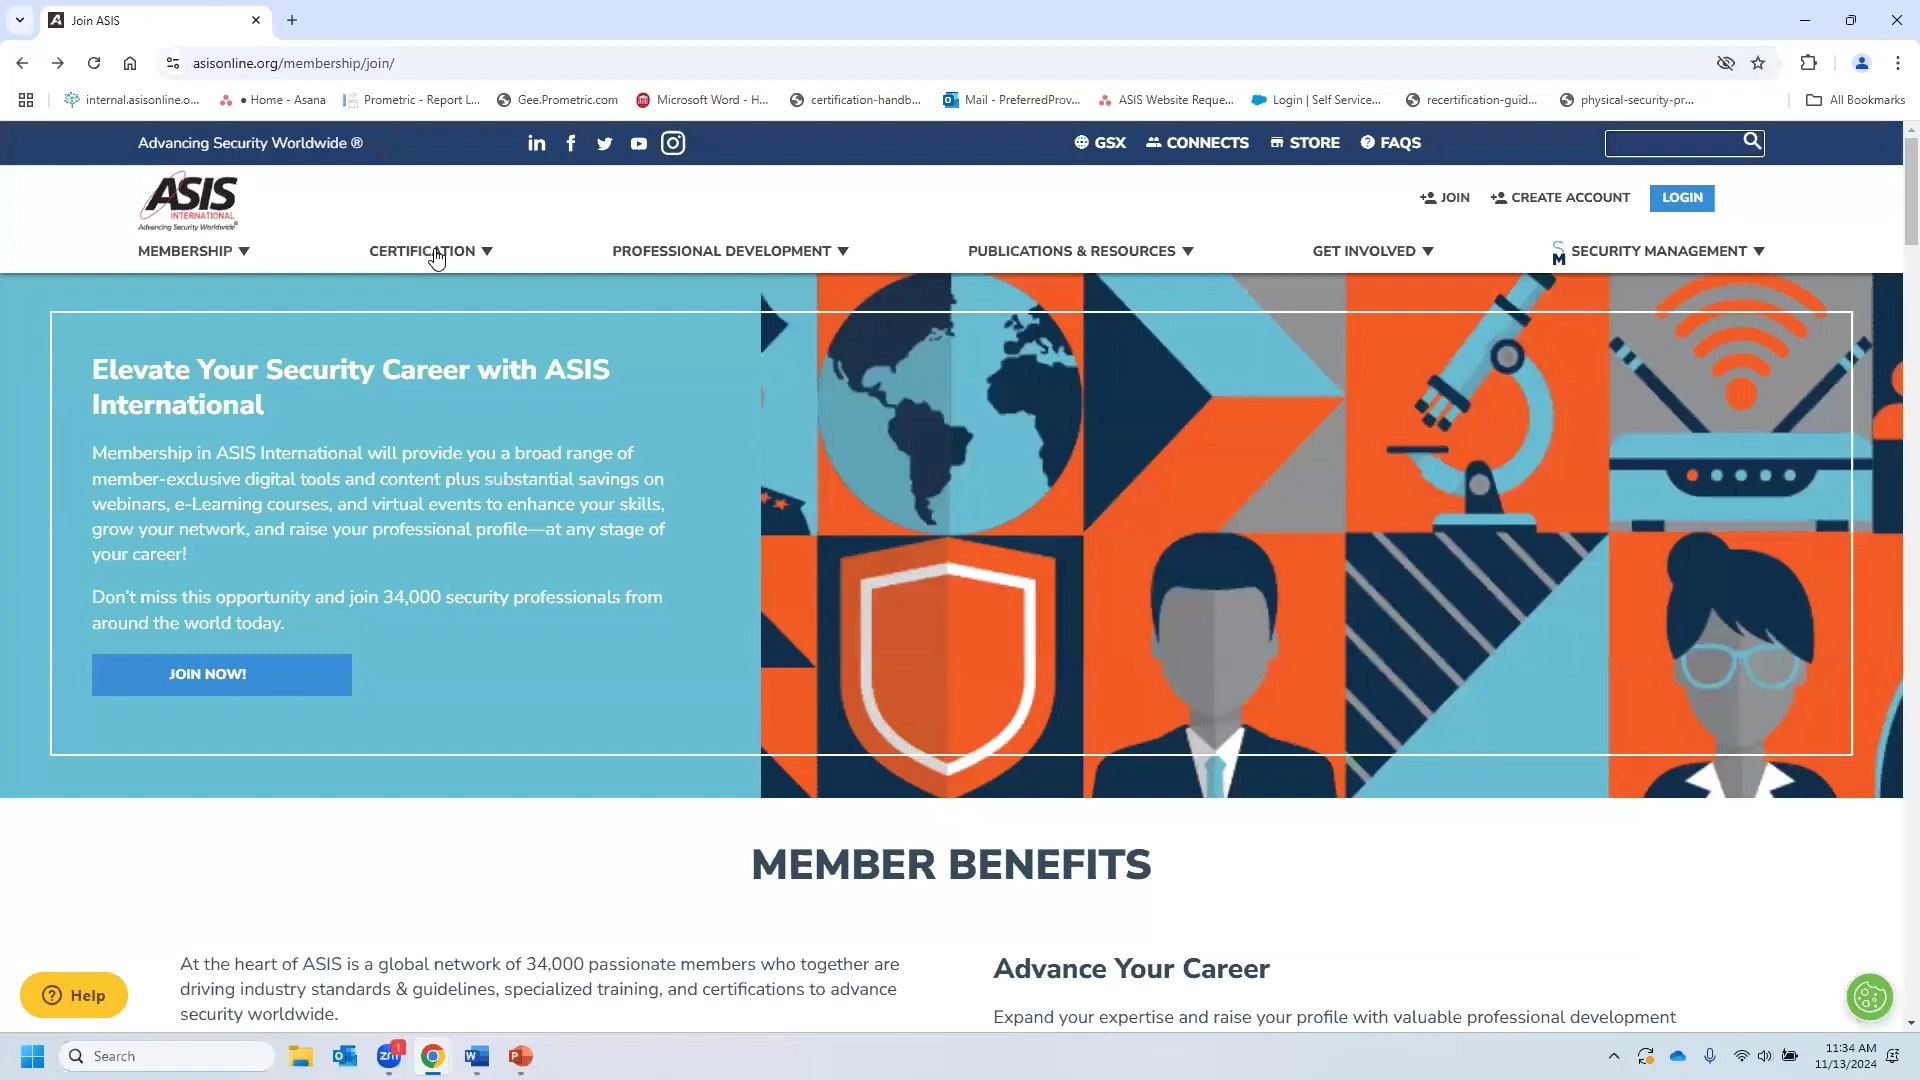 Join ASIS
asisonline.org/membership/join/
internal.asisonline.o...
• Home - Asana
Prometric - Report L...
Gee.Prometric.com
Microsoft Word - H...
certification-handb...
Mail - PreferredProv...
ASIS Website Reque...
Login | Self Service...
recertification-guid...
physical-security-pr...
All Bookmarks
Advancing Security Worldwide ®
GSX
CONNECTS
STORE
FAQS
ASIS
INTERNATIONAL
Advancing Security Worldwide®
JOIN
CREATE ACCOUNT
LOGIN
MEMBERSHIP ▼
CERTIFICATION ▼
PROFESSIONAL DEVELOPMENT ▼
PUBLICATIONS & RESOURCES ▼
GET INVOLVED ▼
SM SECURITY MANAGEMENT ▼
Elevate Your Security Career with ASIS
International
Membership in ASIS International will provide you a broad range of
member-exclusive digital tools and content plus substantial savings on
webinars, e-Learning courses, and virtual events to enhance your skills,
grow your network, and raise your professional profile—at any stage of
your career!
Don't miss this opportunity and join 34,000 security professionals from
around the world today.
JOIN NOW!
MEMBER BENEFITS
At the heart of ASIS is a global network of 34,000 passionate members who together are
driving industry standards & guidelines, specialized training, and certifications to advance
security worldwide.
Advance Your Career
Expand your expertise and raise your profile with valuable professional development
Help
Search
zm
1
11:34 AM
11/13/2024